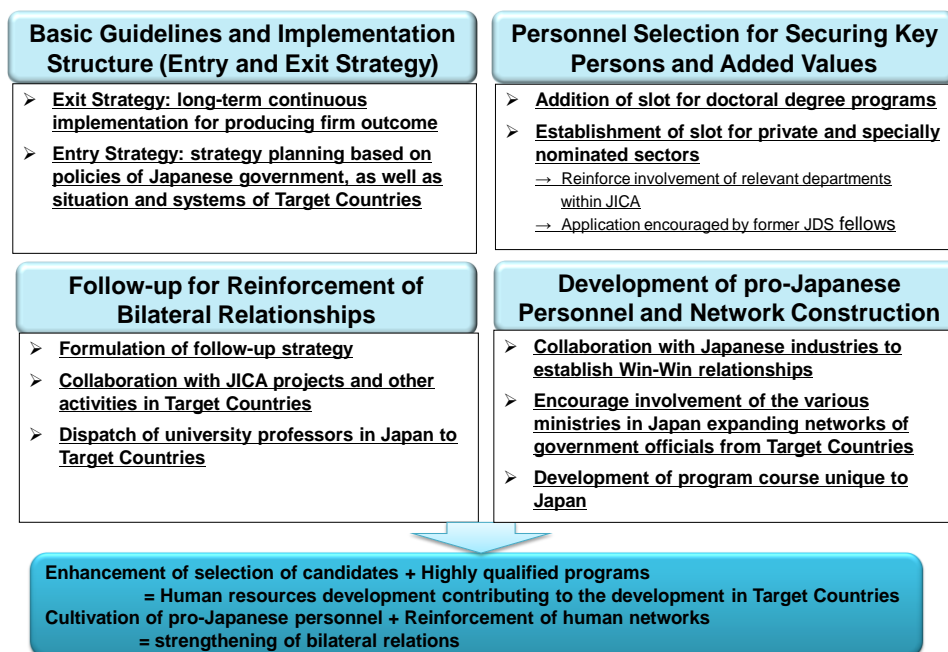 Basic Guidelines and Implementation
Structure (Entry and Exit Strategy)
➢ Exit Strategy: long-term continuous
implementation for producing firm outcome
➢ Entry Strategy: strategy planning based on
policies of Japanese government, as well as
situation and systems of Target Countries
Personnel Selection for Securing Key
Persons and Added Values
➢ Addition of slot for doctoral degree programs
➢ Establishment of slot for private and specially
nominated sectors
→ Reinforce involvement of relevant departments
within JICA
→ Application encouraged by former JDS fellows
Follow-up for Reinforcement of
Bilateral Relationships
➢ Formulation of follow-up strategy
➢ Collaboration with JICA projects and other
activities in Target Countries
➢ Dispatch of university professors in Japan to
Target Countries
Development of pro-Japanese
Personnel and Network Construction
➢ Collaboration with Japanese industries to
establish Win-Win relationships
➢ Encourage involvement of the various
ministries in Japan expanding networks of
government officials from Target Countries
➢ Development of program course unique to
Japan
Enhancement of selection of candidates + Highly qualified programs
= Human resources development contributing to the development in Target Countries
Cultivation of pro-Japanese personnel + Reinforcement of human networks
= strengthening of bilateral relations